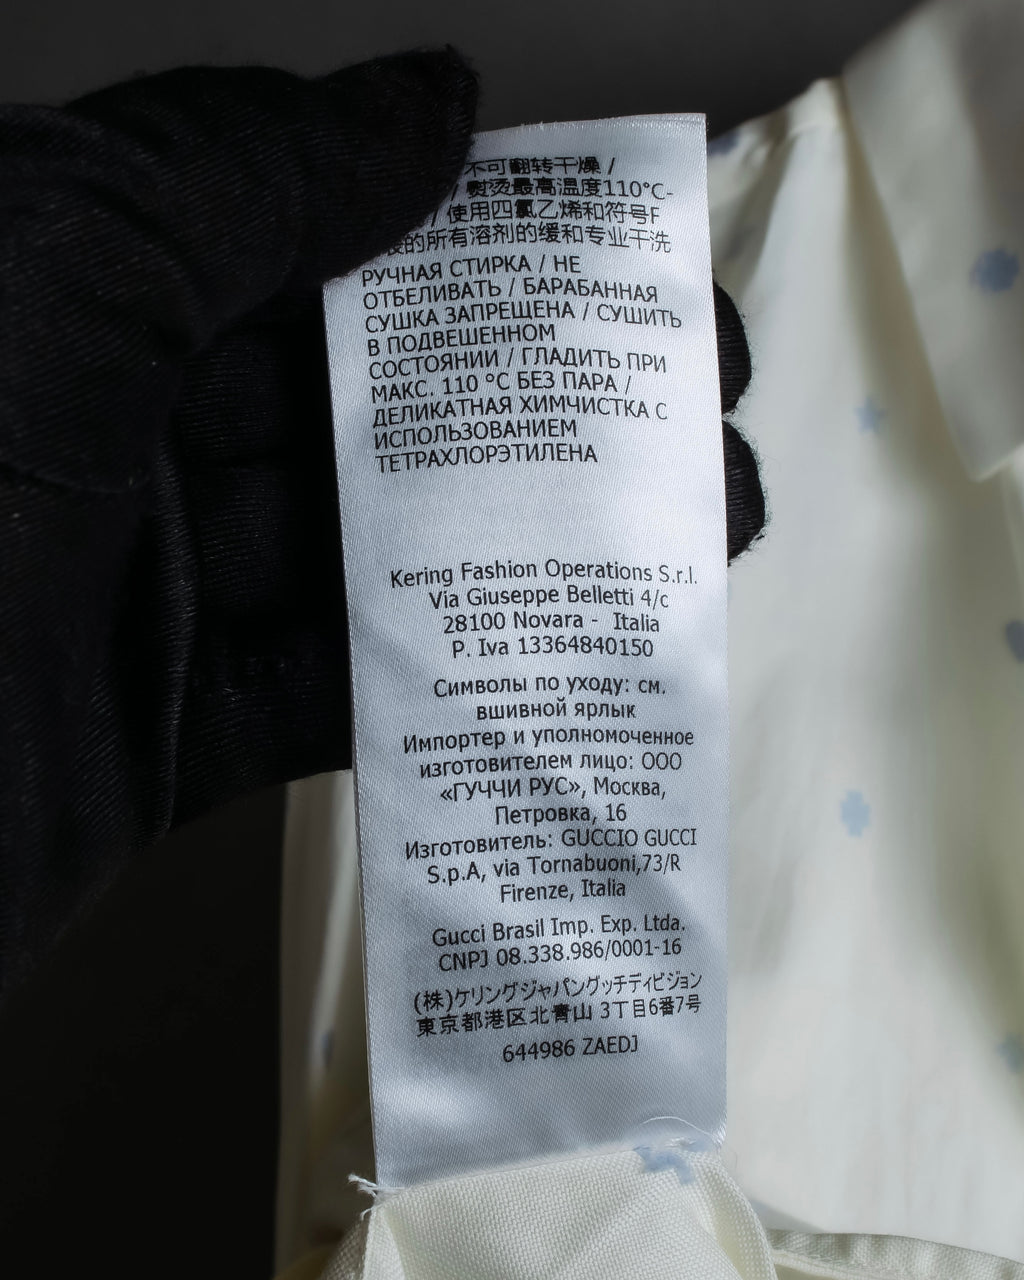 不可翻转干燥 /
/ 熨烫最高温度110°C-
/ 使用四氯乙烯和符号F
的所有溶剂的缓和专业干洗
РУЧНАЯ СТИРКА / НЕ
ОТБЕЛИВАТЬ / БАРАБАННАЯ
СУШКА ЗАПРЕЩЕНА / СУШИТЬ
В ПОДВЕШЕННОМ
СОСТОЯНИИ / ГЛАДИТЬ ПРИ
МАКС. 110 °С БЕЗ ПАРА /
ДЕЛИКАТНАЯ ХИМЧИСТКА С
ИСПОЛЬЗОВАНИЕМ
ТЕТРАХЛОРЭТИЛЕНА
Kering Fashion Operations S.r.l.
Via Giuseppe Belletti 4/c
28100 Novara - Italia
P. Iva 13364840150
Символы по уходу: см.
вшивной ярлык
Импортер и уполномоченное
изготовителем лицо: ООО
«ГУЧЧИ РУС», Москва,
Петровка, 16
Изготовитель: GUCCIO GUCCI
S.p.A, via Tornabuoni,73/R
Firenze, Italia
Gucci Brasil Imp. Exp. Ltda.
CNPJ 08.338.986/0001-16
(株)ケリングジャパングッチディビジョン
東京都港区北青山 3丁目6番7号
644986 ZAEDJ